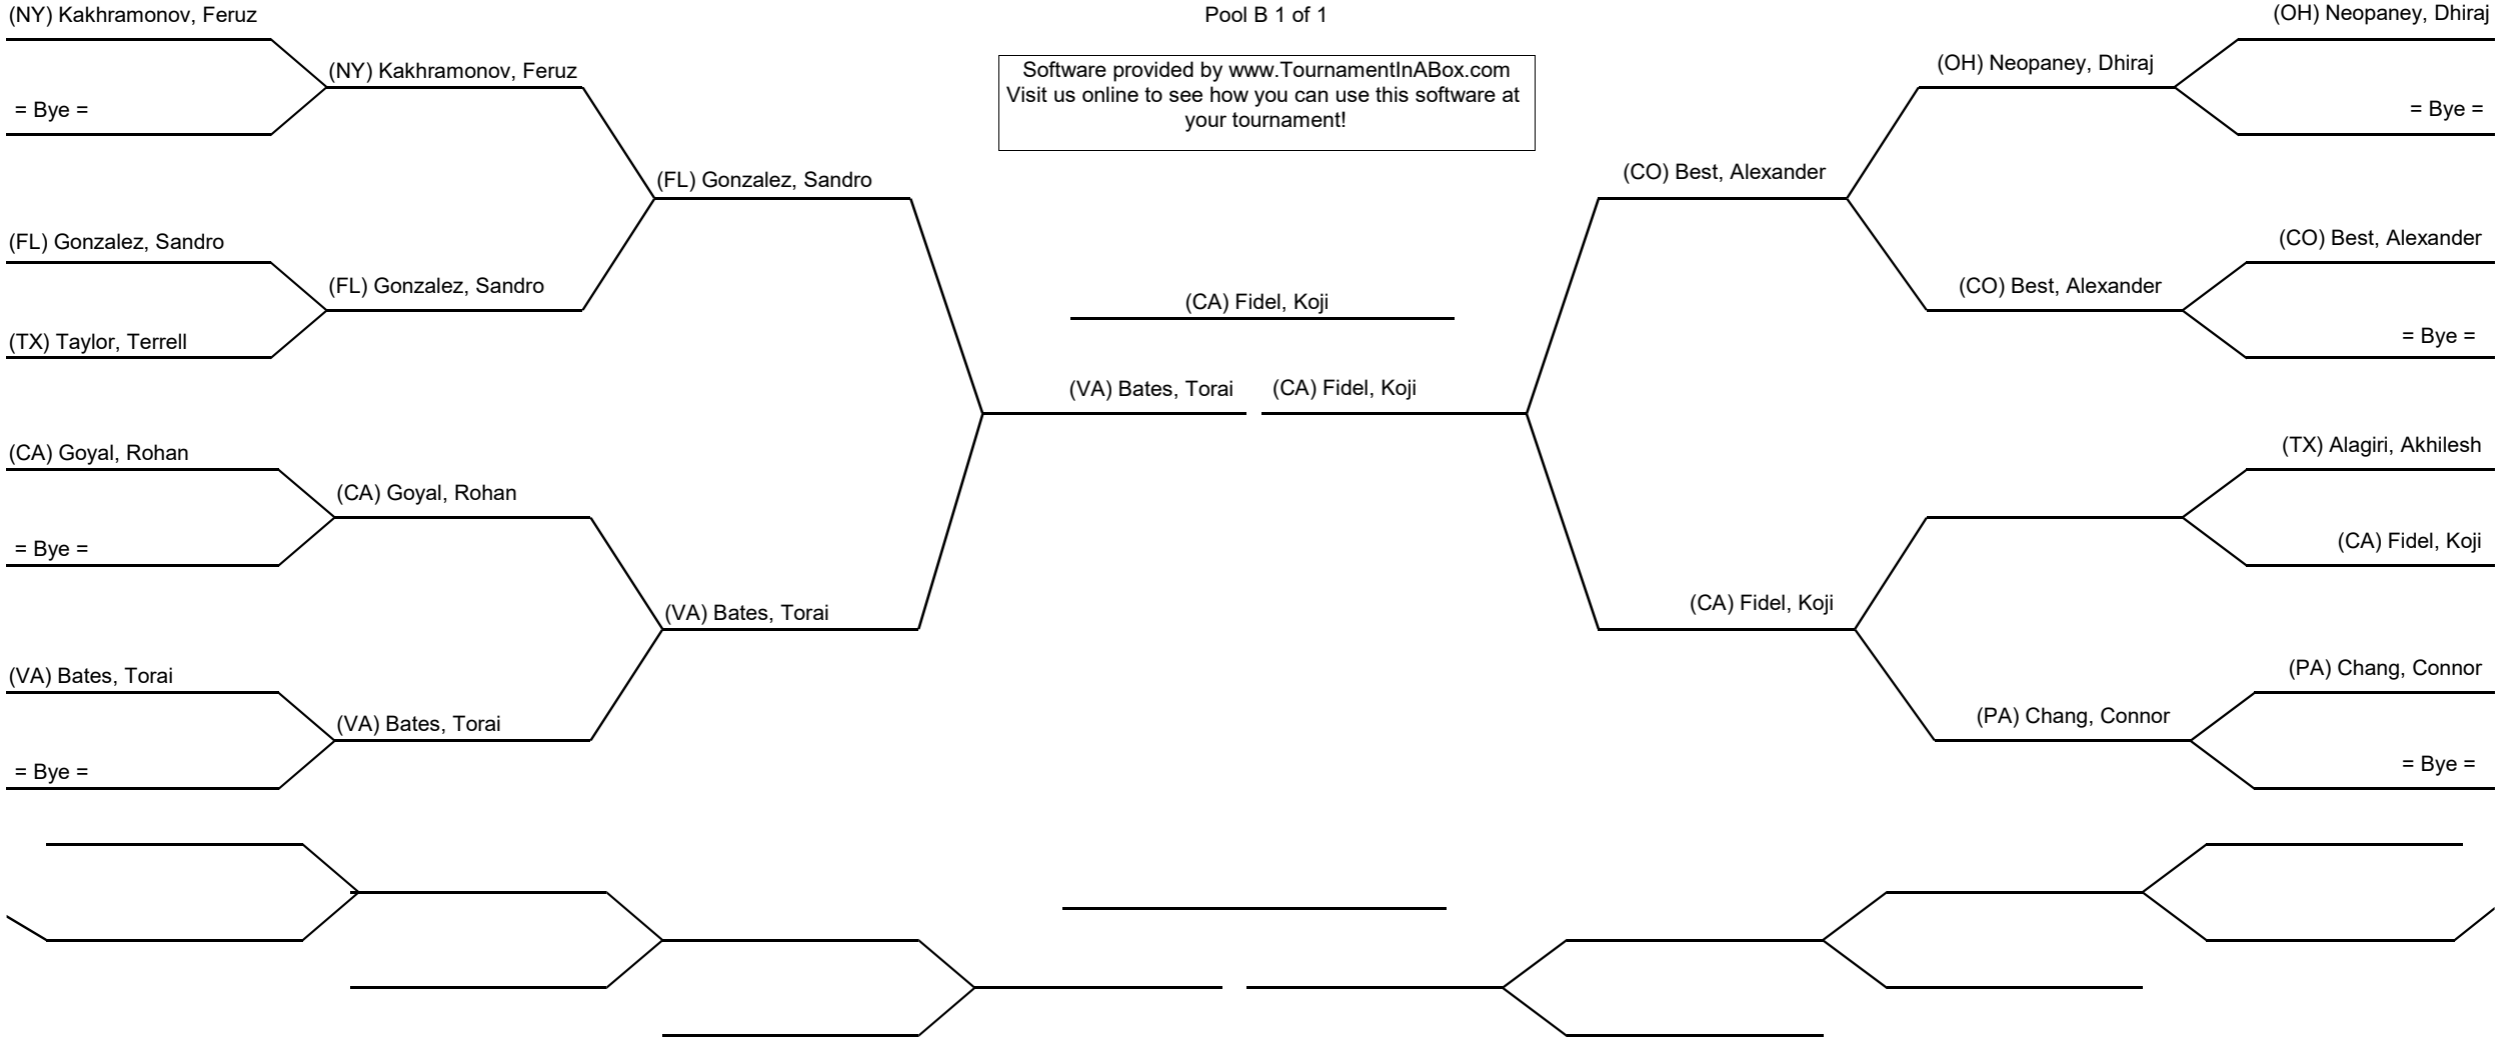 Pool B 1 of 1
Software provided by www.TournamentInABox.com
Visit us online to see how you can use this software at
your tournament!
(NY) Kakhramonov, Feruz
= Bye =
(FL) Gonzalez, Sandro
(TX) Taylor, Terrell
(CA) Goyal, Rohan
= Bye =
(VA) Bates, Torai
= Bye =
(NY) Kakhramonov, Feruz
(FL) Gonzalez, Sandro
(CA) Goyal, Rohan
(VA) Bates, Torai
(FL) Gonzalez, Sandro
(VA) Bates, Torai
(CA) Fidel, Koji
(VA) Bates, Torai
(CA) Fidel, Koji
(CO) Best, Alexander
(CA) Fidel, Koji
(OH) Neopaney, Dhiraj
(CO) Best, Alexander
(PA) Chang, Connor
(OH) Neopaney, Dhiraj
= Bye =
(CO) Best, Alexander
= Bye =
(TX) Alagiri, Akhilesh
(CA) Fidel, Koji
(PA) Chang, Connor
= Bye =